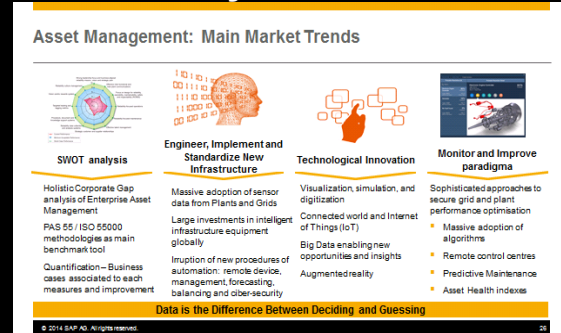 Asset Management: Main Market Trends
SWOT analysis
Holistic Corporate Gap
analysis of Enterprise Asset
Management
PAS 55 / ISO 55000
methodologies as main
benchmark tool
Quantification – Business
cases associated to each
measures and improvement
Engineer, Implement and
Standardize New
Infrastructure
Massive adoption of sensor
data from Plants and Grids
Large investments in intelligent
infrastructure equipment
globally
Irruption of new procedures of
automation: remote device,
management, forecasting,
balancing and ciber-security
Technological Innovation
Visualization, simulation, and
digitization
Connected world and Internet
of Things (IoT)
Big Data enabling new
opportunities and insights
Augmented reality
Monitor and Improve
paradigma
Sophisticated approaches to
secure grid and plant
performance optimisation
Massive adoption of
algorithms
Remote control centres
Predictive Maintenance
Asset Health indexes
Data is the Difference Between Deciding and Guessing
© 2014 SAP AG. All rights reserved.
26